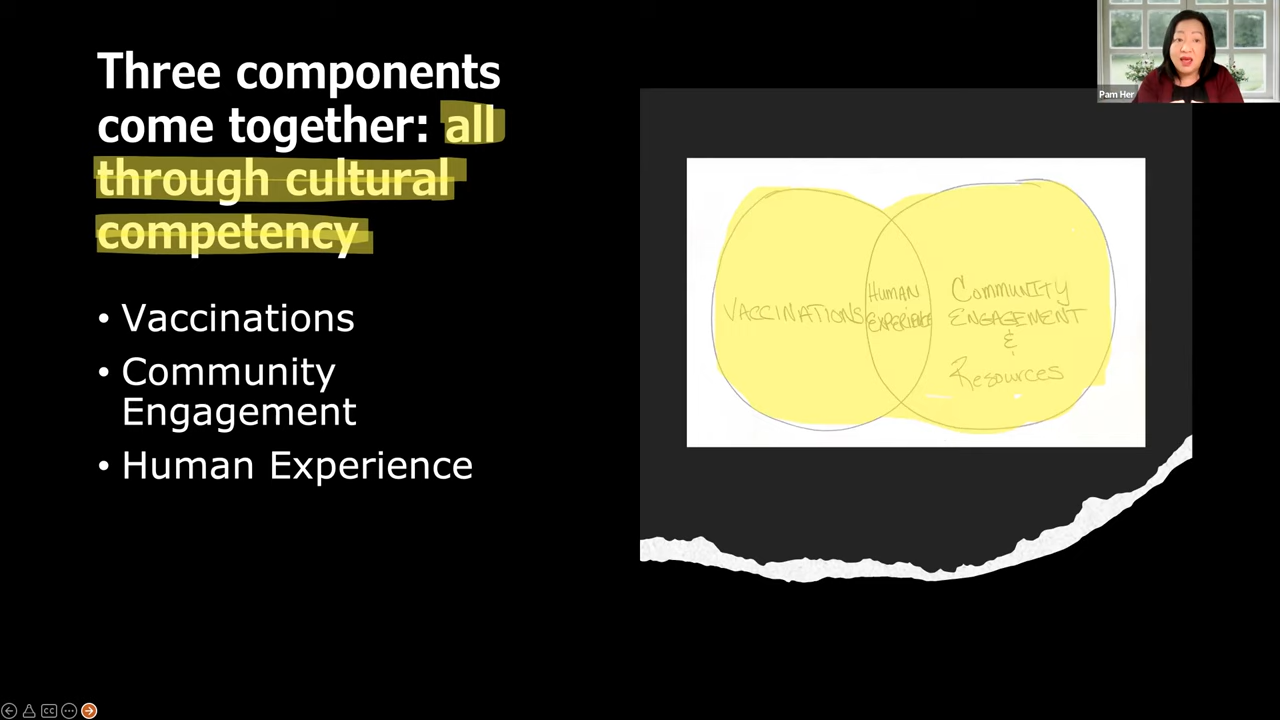 Three components
come together: all
through cultural
competency
• Vaccinations
• Community
Engagement
• Human Experience
VACCINATIONS
HUMAN
EXPERIENCE
COMMUNITY
ENGAGEMENT
&
Resources
Pam Her
CC